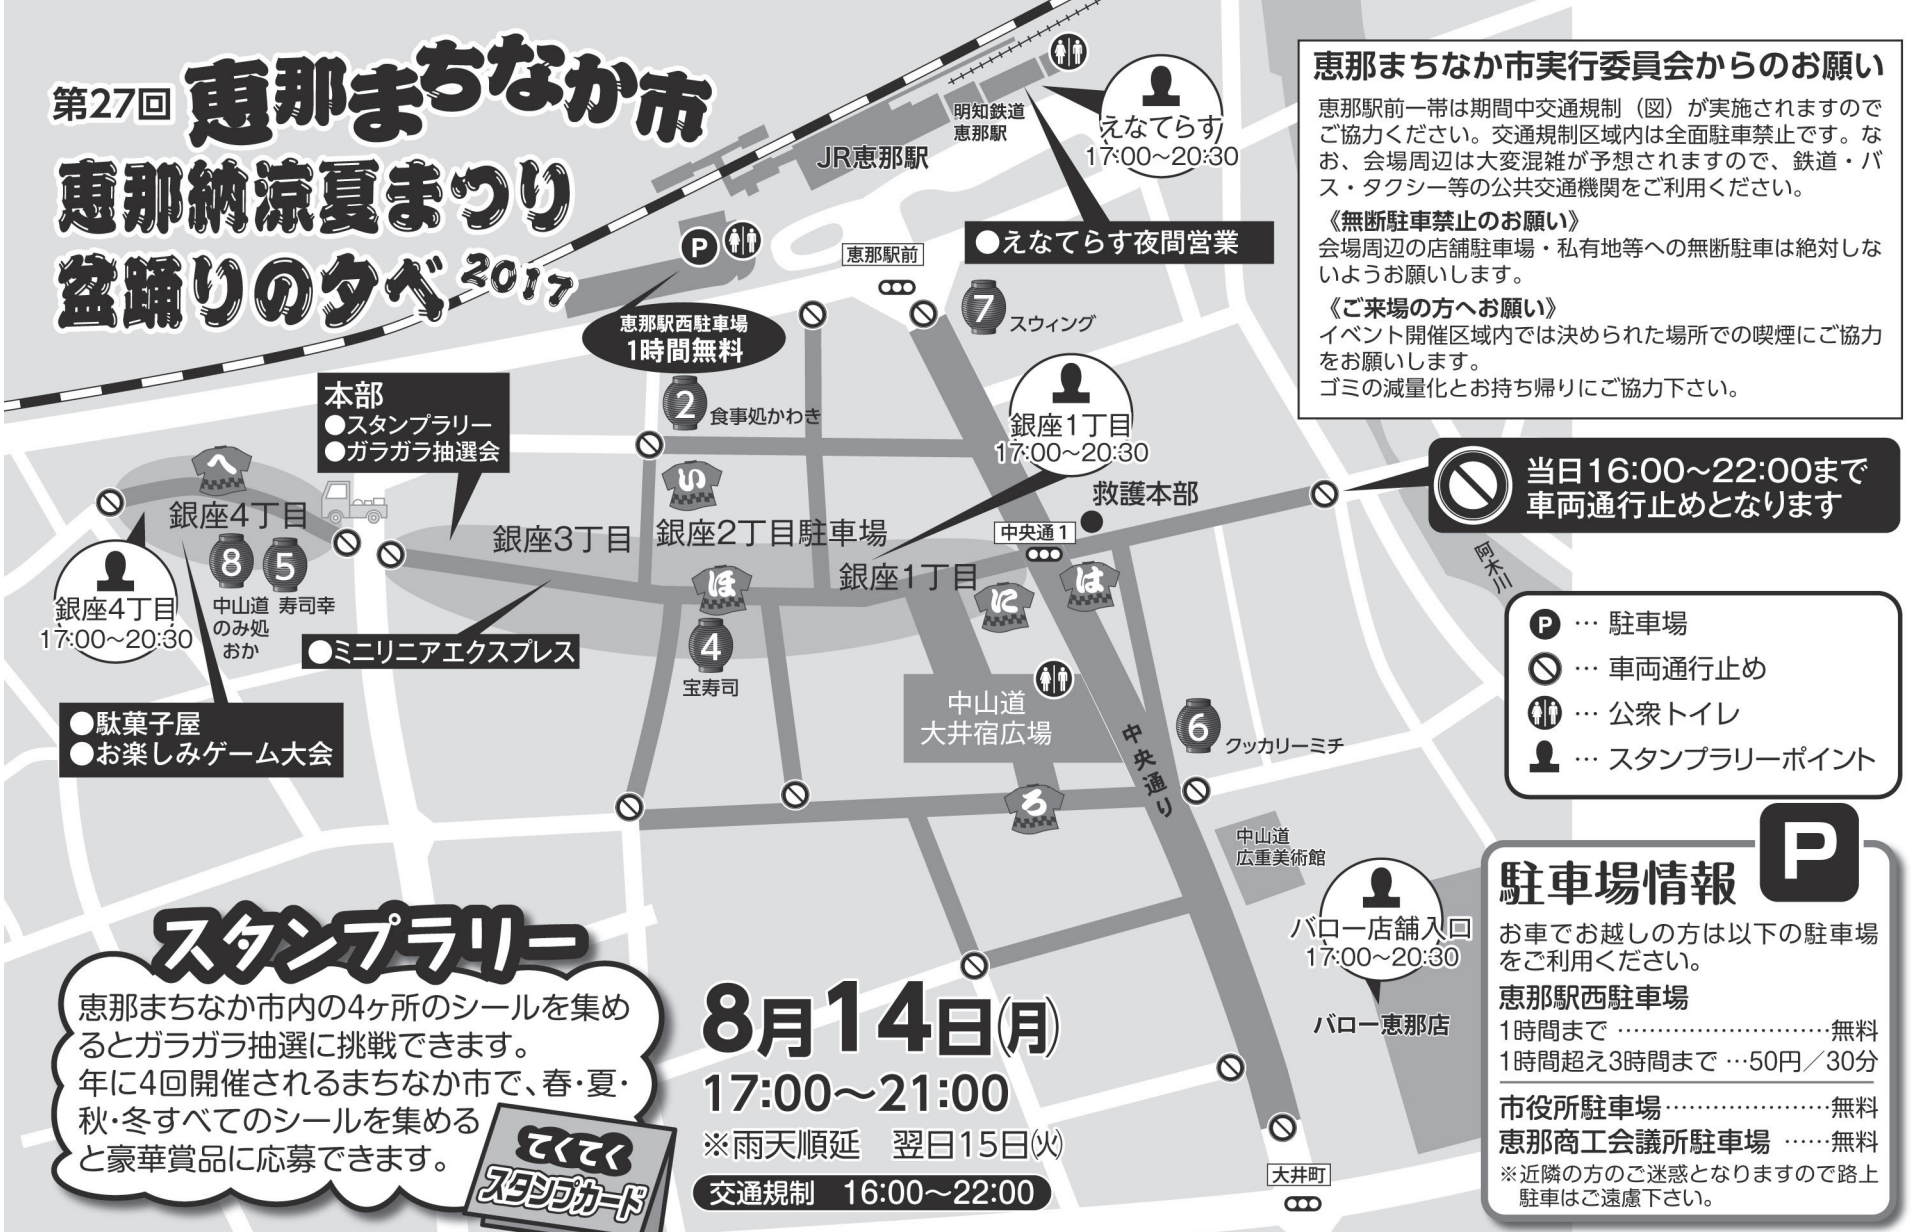 第27回 恵那まちなか市
恵那納涼夏まつり
盆踊りの夕べ 2017
明知鉄道
恵那駅
JR恵那駅
えなてらす
17:00～20:30
●えなてらす夜間営業
P
恵那駅前
恵那駅西駐車場
1時間無料
7
スウィング
2
食事処かわき
本部
●スタンプラリー
●ガラガラ抽選会
銀座1丁目
17:00～20:30
救護本部
中央通1
へ
い
銀座4丁目
銀座3丁目
銀座2丁目駐車場
銀座1丁目
8
5
中山道
のみ処
おか
寿司幸
銀座4丁目
17:00～20:30
ほ
に
は
4
宝寿司
●ミニリニアエクスプレス
●駄菓子屋
●お楽しみゲーム大会
中山道
大井宿広場
中央通り
6
クッカリーミチ
ろ
中山道
広重美術館
バロー店舗入口
17:00～20:30
バロー恵那店
大井町
阿木川
恵那まちなか市実行委員会からのお願い
恵那駅前一帯は期間中交通規制（図）が実施されますので
ご協力ください。交通規制区域内は全面駐車禁止です。な
お、会場周辺は大変混雑が予想されますので、鉄道・バ
ス・タクシー等の公共交通機関をご利用ください。
《無断駐車禁止のお願い》
会場周辺の店舗駐車場・私有地等への無断駐車は絶対しな
いようお願いします。
《ご来場の方へお願い》
イベント開催区域内では決められた場所での喫煙にご協力
をお願いします。
ゴミの減量化とお持ち帰りにご協力下さい。
当日16:00～22:00まで
車両通行止めとなります
P … 駐車場
… 車両通行止め
… 公衆トイレ
… スタンプラリーポイント
駐車場情報 P
お車でお越しの方は以下の駐車場
をご利用ください。
恵那駅西駐車場
1時間まで ………………………無料
1時間超え3時間まで …50円／30分
市役所駐車場…………………無料
恵那商工会議所駐車場 ……無料
※近隣の方のご迷惑となりますので路上
駐車はご遠慮下さい。
スタンプラリー
恵那まちなか市内の4ヶ所のシールを集め
るとガラガラ抽選に挑戦できます。
年に4回開催されるまちなか市で、春・夏・
秋・冬すべてのシールを集める
と豪華賞品に応募できます。
てくてく
スタンプカード
8月14日(月)
17:00～21:00
※雨天順延 翌日15日(火)
交通規制 16:00～22:00